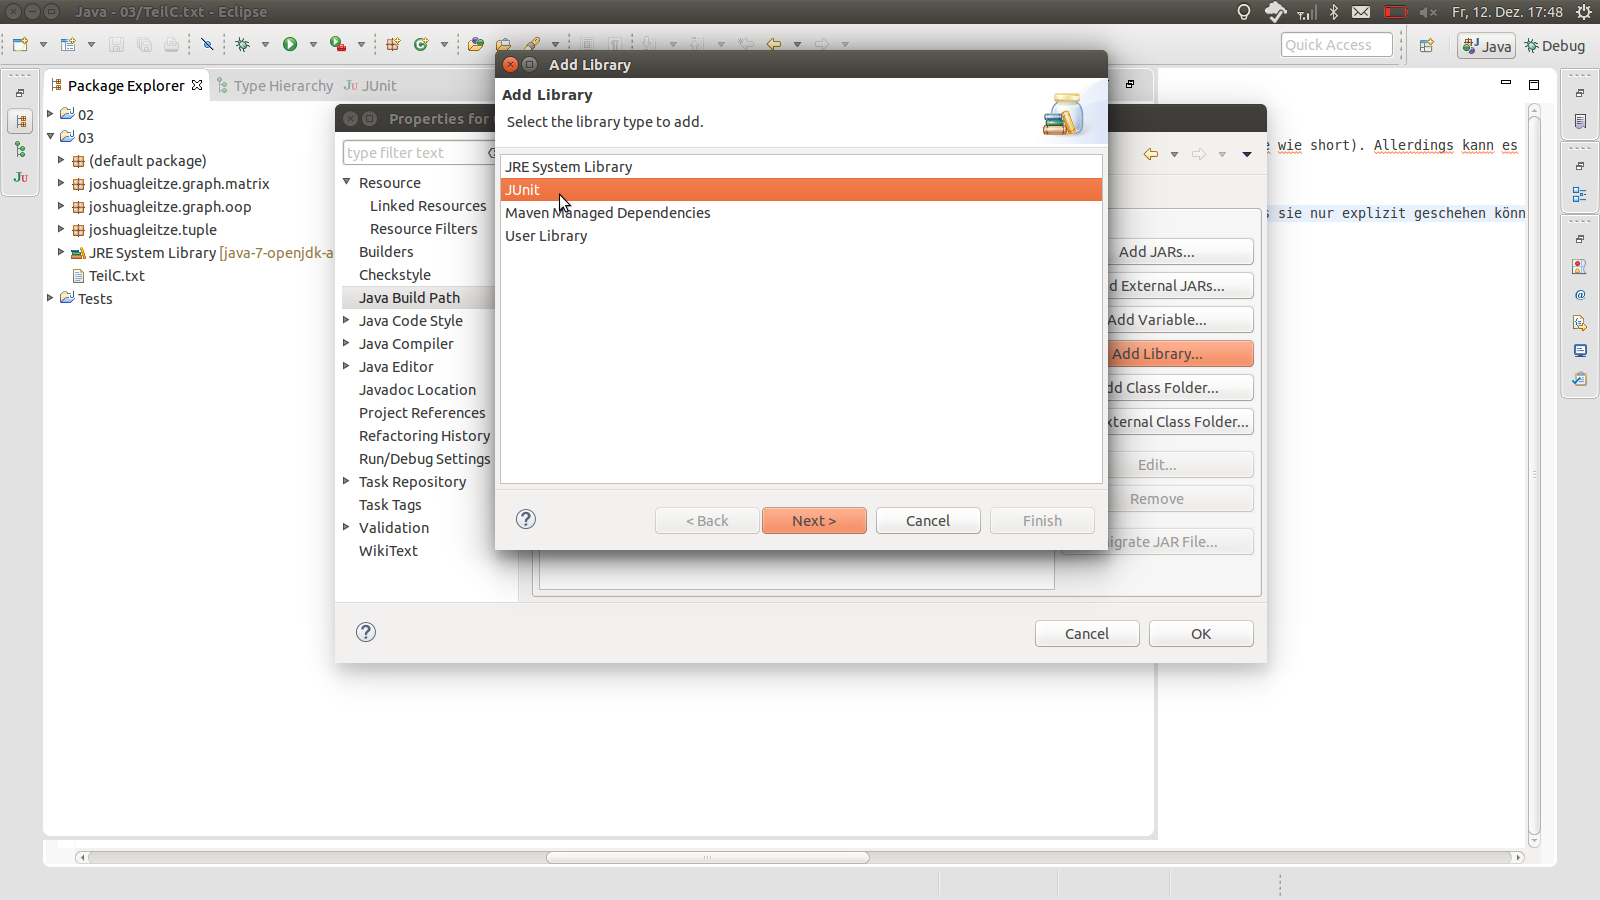 Java - 03/TeilC.txt - Eclipse
Fr, 12. Dez. 17:48
Quick Access
Java
Debug
Package Explorer
Type Hierarchy
JU JUnit
02
03
(default package)
joshuagleitze.graph.matrix
joshuagleitze.graph.oop
joshuagleitze.tuple
JRE System Library [java-7-openjdk-a
TeilC.txt
Tests
JU
Properties for
type filter text
Resource
Linked Resources
Resource Filters
Builders
Checkstyle
Java Build Path
Java Code Style
Java Compiler
Java Editor
Javadoc Location
Project References
Refactoring History
Run/Debug Settings
Task Repository
Task Tags
Validation
WikiText
Add Library
Add Library
Select the library type to add.
JRE System Library
JUnit
Maven Managed Dependencies
User Library
< Back
Next >
Cancel
Finish
Add JARs...
d External JARs...
Add Variable...
Add Library...
dd Class Folder...
xternal Class Folder...
Edit...
Remove
igrate JAR File...
Cancel
OK
e wie short). Allerdings kann es
s sie nur explizit geschehen könn